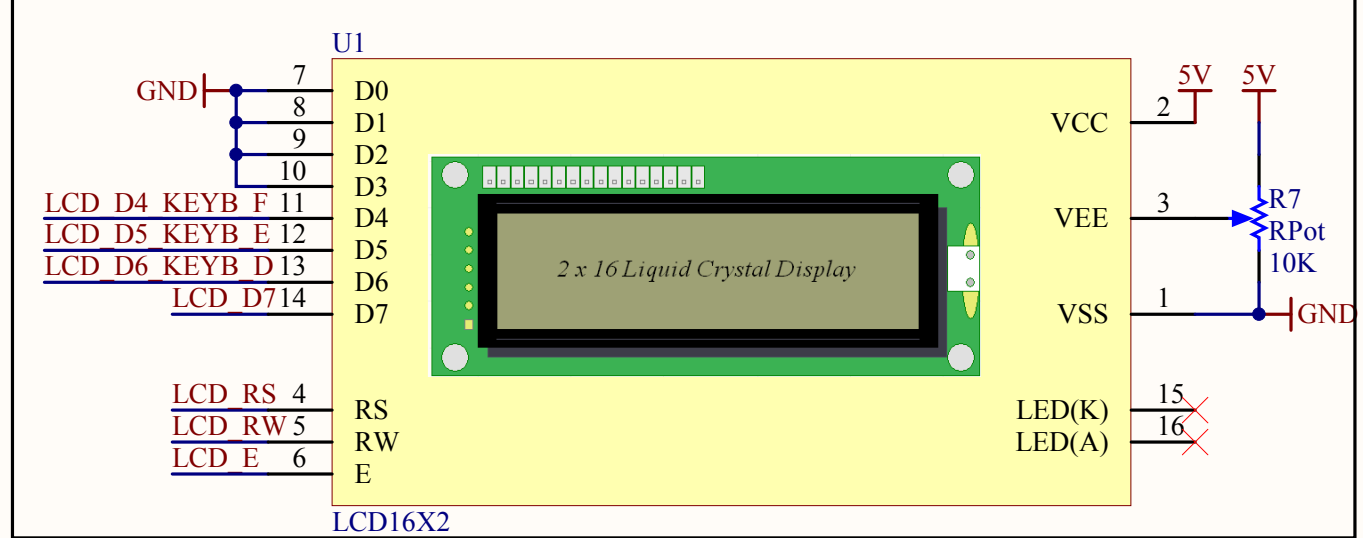 U1
GND 7 D0
8 D1
9 D2
10 D3
LCD_D4_KEYB_F 11 D4
LCD_D5_KEYB_E 12 D5
LCD_D6_KEYB_D 13 D6
LCD_D7 14 D7
LCD_RS 4 RS
LCD_RW 5 RW
LCD_E 6 E
2 x 16 Liquid Crystal Display
5V 5V
VCC 2
VEE 3
R7
RPot
10K
VSS 1 GND
LED(K) 15
LED(A) 16
LCD16X2